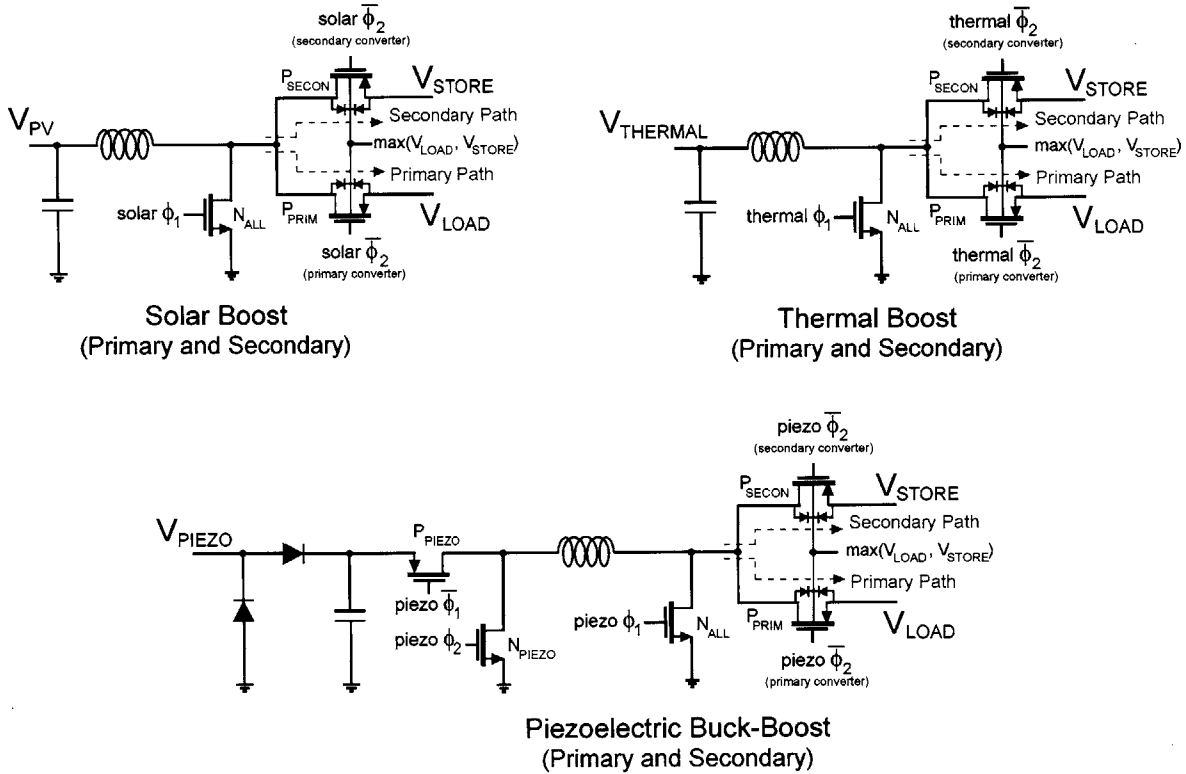 solar ϕ̅₂
(secondary converter)
P_SECON
V_STORE
Secondary Path
V_PV
max(V_LOAD, V_STORE)
Primary Path
solar ϕ₁
N_ALL
P_PRIM
V_LOAD
solar ϕ̅₂
(primary converter)
Solar Boost
(Primary and Secondary)
thermal ϕ̅₂
(secondary converter)
P_SECON
V_STORE
Secondary Path
V_THERMAL
max(V_LOAD, V_STORE)
Primary Path
thermal ϕ₁
N_ALL
P_PRIM
V_LOAD
thermal ϕ̅₂
(primary converter)
Thermal Boost
(Primary and Secondary)
piezo ϕ̅₂
(secondary converter)
P_SECON
V_STORE
Secondary Path
V_PIEZO
P_PIEZO
max(V_LOAD, V_STORE)
Primary Path
piezo ϕ̅₁
piezo ϕ₂
N_PIEZO
piezo ϕ₁
N_ALL
P_PRIM
V_LOAD
piezo ϕ̅₂
(primary converter)
Piezoelectric Buck-Boost
(Primary and Secondary)